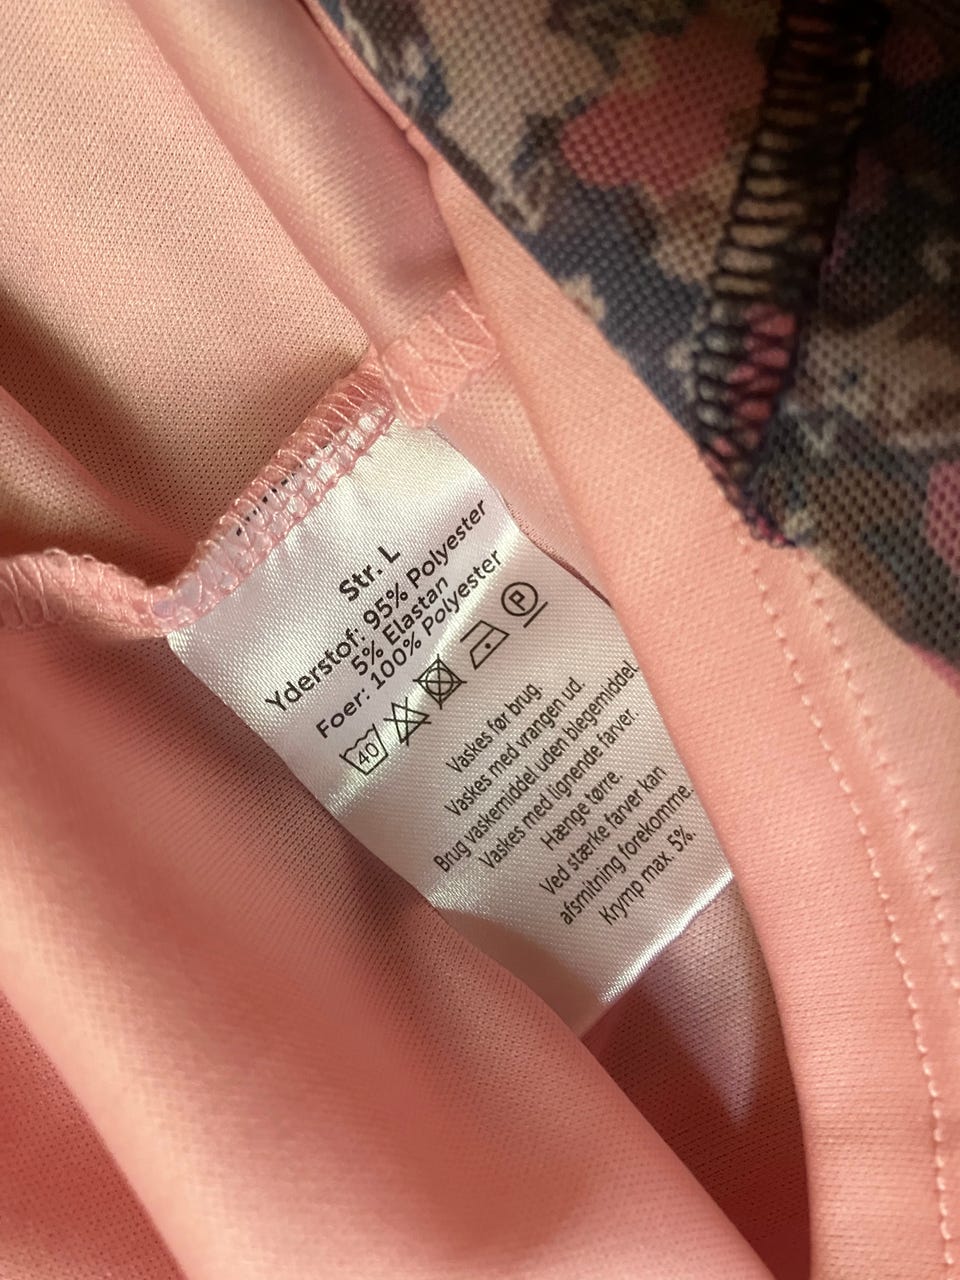 Str. L
Yderstof: 95% Polyester
5% Elastan
Foer: 100% Polyester
40 P
Vaskes før brug.
Vaskes med vrangen ud.
Brug vaskemiddel uden blegemiddel.
Vaskes med lignende farver.
Hænge tørre.
Ved stærke farver kan
afsmitning forekomme.
Krymp max. 5%.